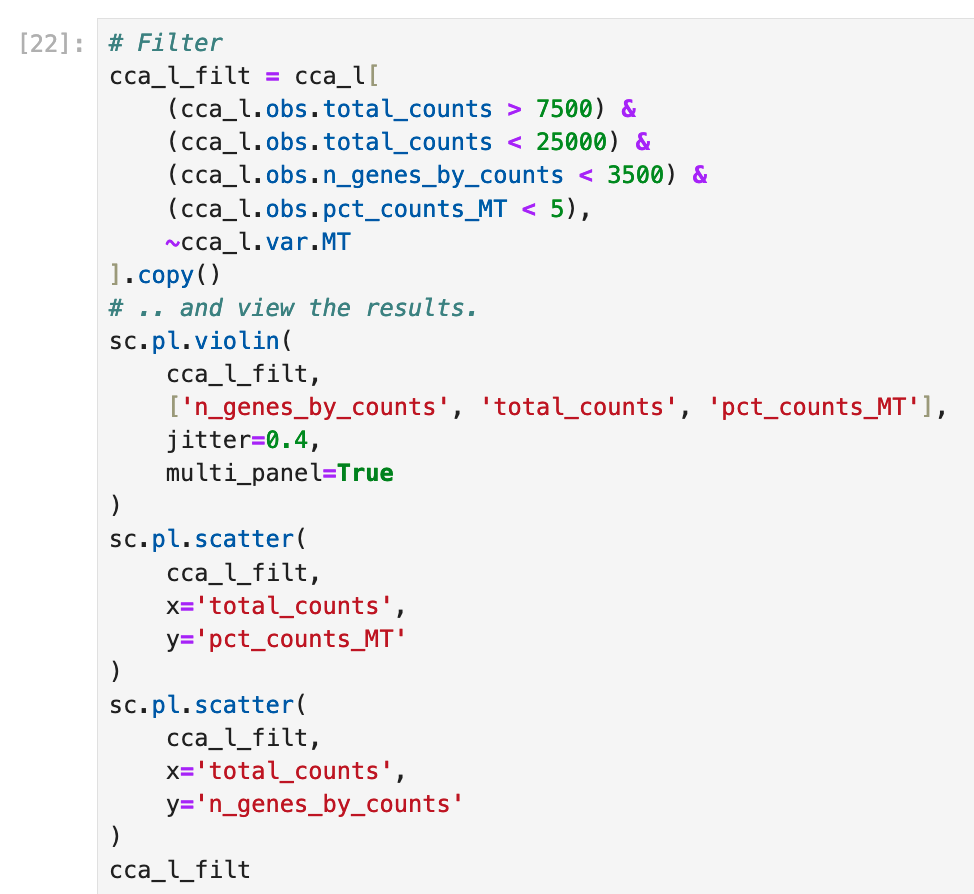 [22]: # Filter
cca_l_filt = cca_l[
    (cca_l.obs.total_counts > 7500) &
    (cca_l.obs.total_counts < 25000) &
    (cca_l.obs.n_genes_by_counts < 3500) &
    (cca_l.obs.pct_counts_MT < 5),
    ~cca_l.var.MT
].copy()
# .. and view the results.
sc.pl.violin(
    cca_l_filt,
    ['n_genes_by_counts', 'total_counts', 'pct_counts_MT'],
    jitter=0.4,
    multi_panel=True
)
sc.pl.scatter(
    cca_l_filt,
    x='total_counts',
    y='pct_counts_MT'
)
sc.pl.scatter(
    cca_l_filt,
    x='total_counts',
    y='n_genes_by_counts'
)
cca_l_filt